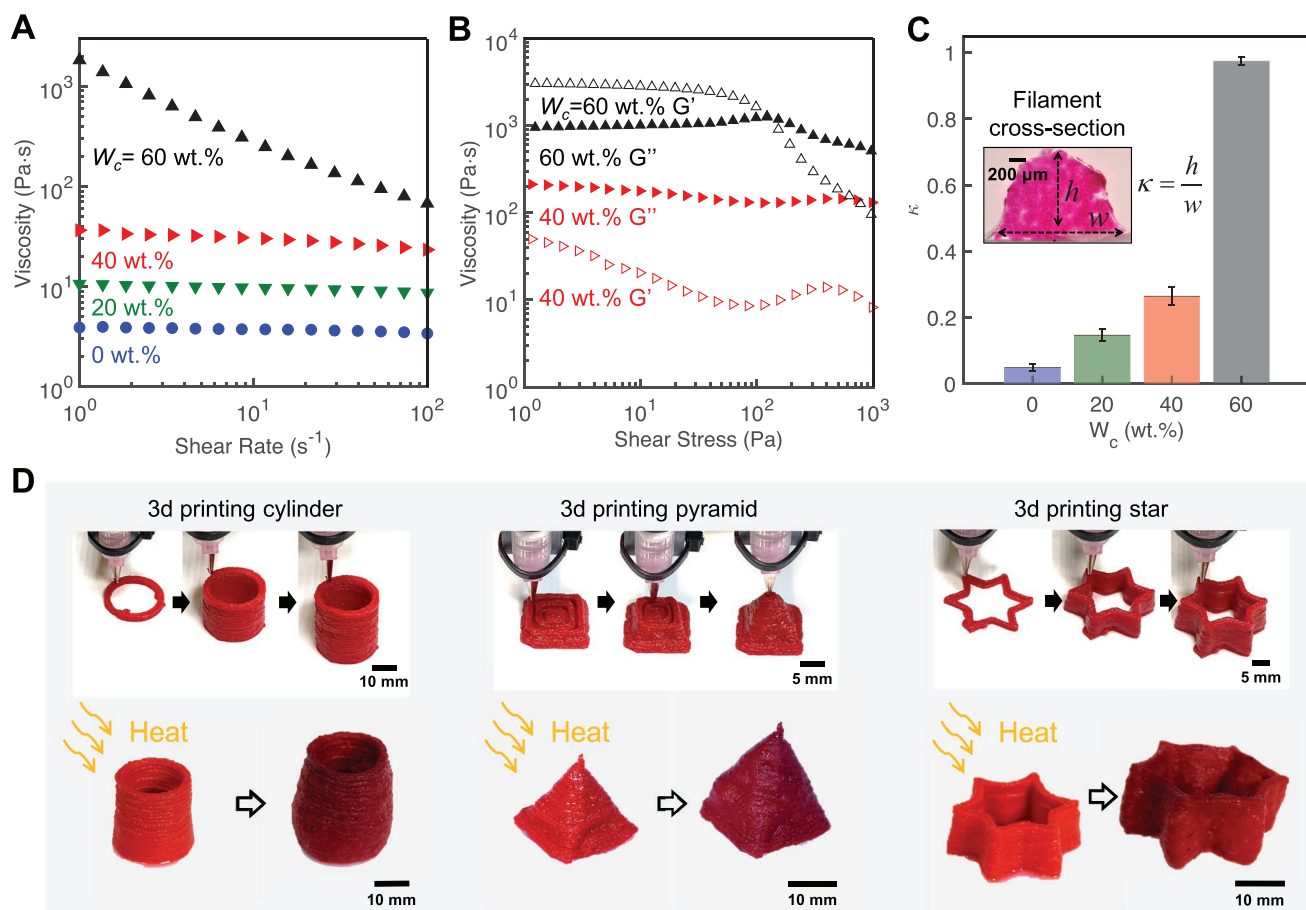 A
Viscosity (Pa·s)
10³
10²
10¹
10⁰
W_c= 60 wt.%
40 wt.%
20 wt.%
0 wt.%
10⁰
10¹
10²
Shear Rate (s⁻¹)
B
Viscosity (Pa·s)
10⁴
10³
10²
10¹
10⁰
W_c=60 wt.% G'
60 wt.% G''
40 wt.% G''
40 wt.% G'
10⁰
10¹
10²
10³
Shear Stress (Pa)
C
κ
1
0.8
0.6
0.4
0.2
0
Filament
cross-section
200 µm
h
w
κ = h/w
0
20
40
60
W_c (wt.%)
D
3d printing cylinder
10 mm
Heat
10 mm
3d printing pyramid
5 mm
Heat
10 mm
3d printing star
5 mm
Heat
10 mm